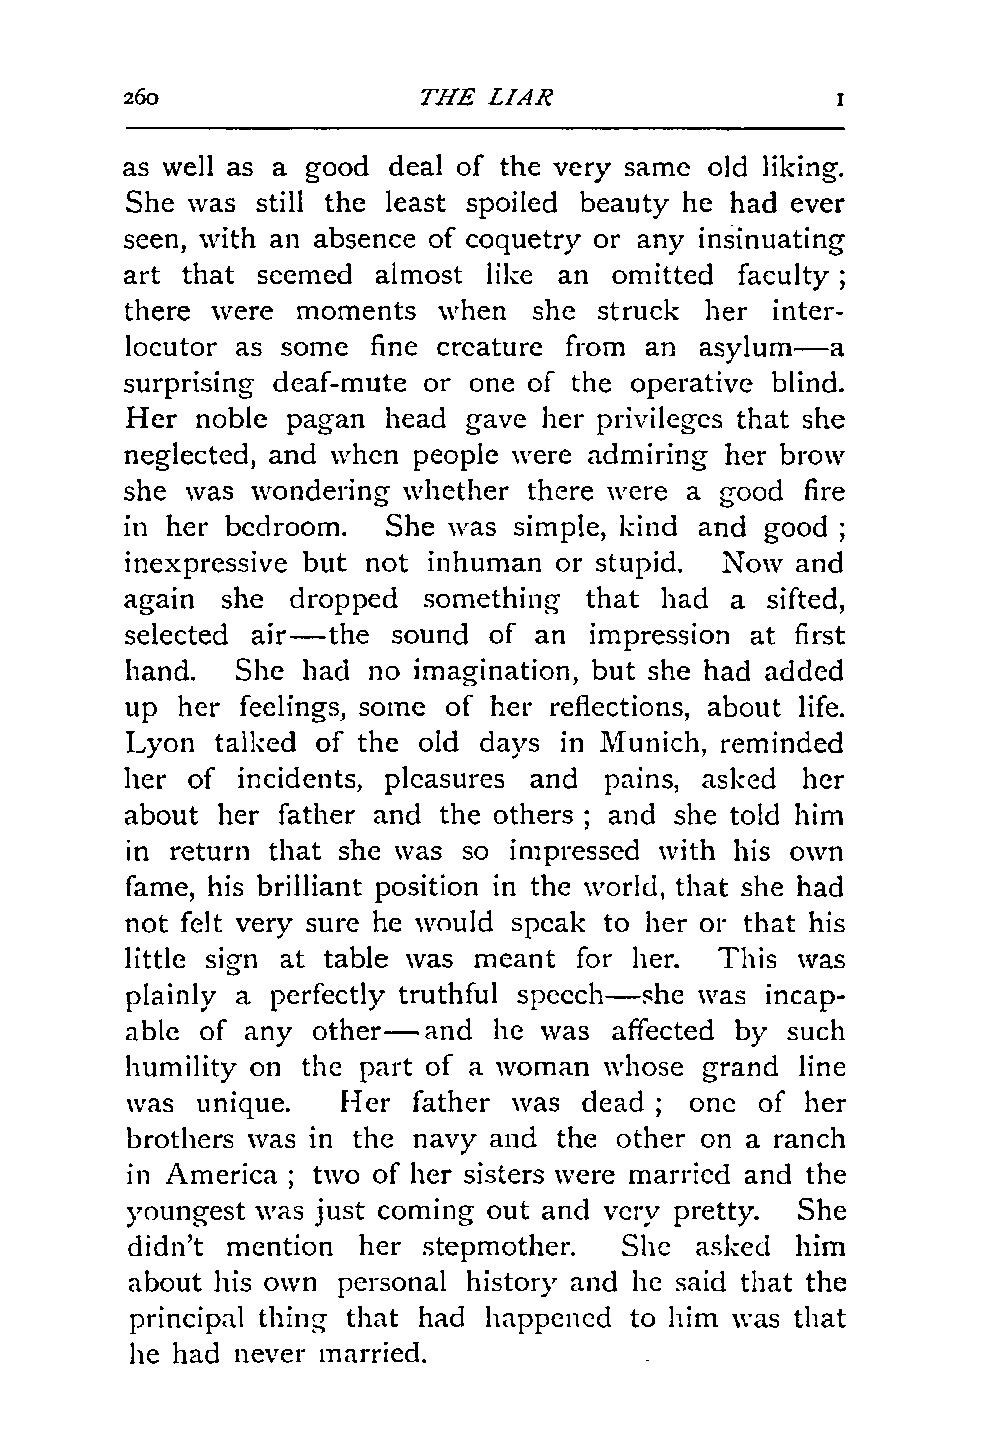 260 THE LIAR I
as well as a good deal of the very same old liking.
She was still the least spoiled beauty he had ever
seen, with an absence of coquetry or any insinuating
art that seemed almost like an omitted faculty ;
there were moments when she struck her inter-
locutor as some fine creature from an asylum—a
surprising deaf-mute or one of the operative blind.
Her noble pagan head gave her privileges that she
neglected, and when people were admiring her brow
she was wondering whether there were a good fire
in her bedroom. She was simple, kind and good ;
inexpressive but not inhuman or stupid. Now and
again she dropped something that had a sifted,
selected air—the sound of an impression at first
hand. She had no imagination, but she had added
up her feelings, some of her reflections, about life.
Lyon talked of the old days in Munich, reminded
her of incidents, pleasures and pains, asked her
about her father and the others ; and she told him
in return that she was so impressed with his own
fame, his brilliant position in the world, that she had
not felt very sure he would speak to her or that his
little sign at table was meant for her. This was
plainly a perfectly truthful speech—she was incap-
able of any other—and he was affected by such
humility on the part of a woman whose grand line
was unique. Her father was dead ; one of her
brothers was in the navy and the other on a ranch
in America ; two of her sisters were married and the
youngest was just coming out and very pretty. She
didn't mention her stepmother. She asked him
about his own personal history and he said that the
principal thing that had happened to him was that
he had never married.